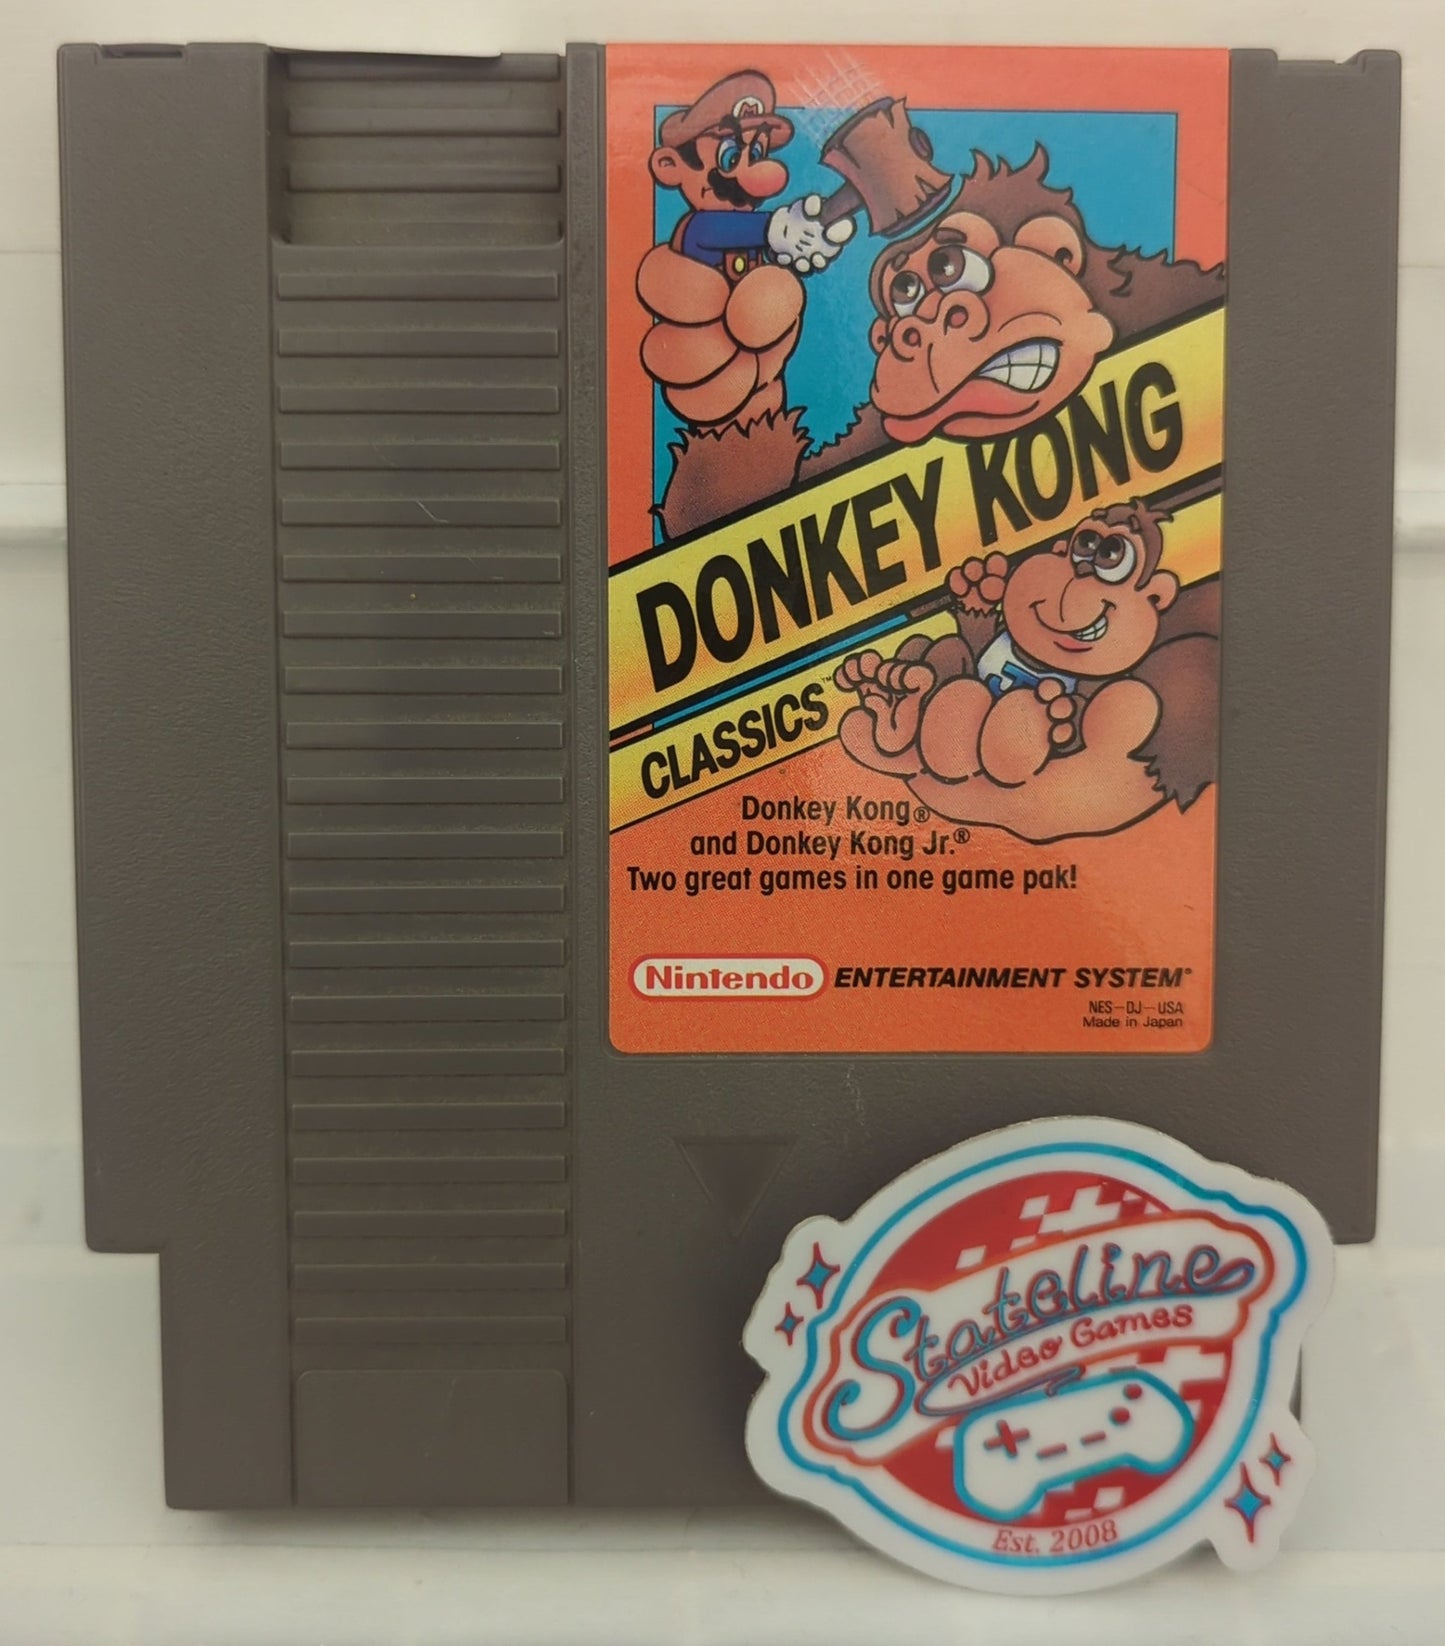 M
DONKEY KONG
CLASSICS™
J
Donkey Kong®
and Donkey Kong Jr.®
Two great games in one game pak!
Nintendo ENTERTAINMENT SYSTEM®
NES-DJ-USA
Made in Japan
Stateline
Video Games
Est. 2008